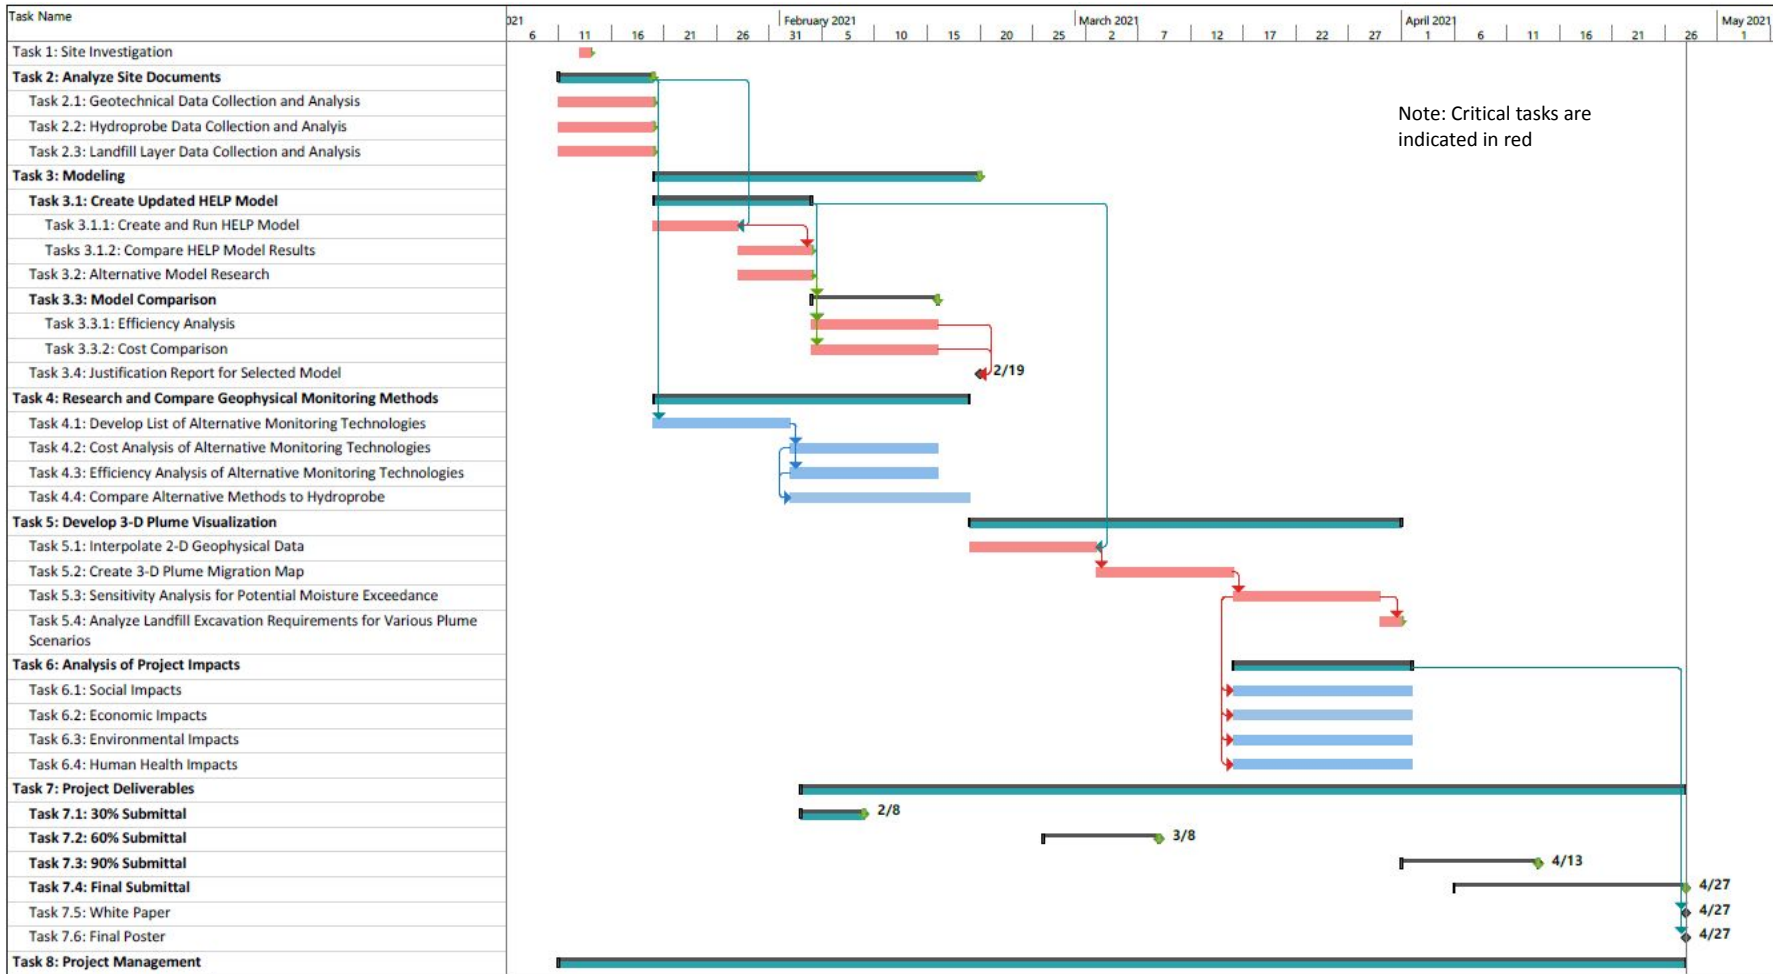 Task Name
021
February 2021
March 2021
April 2021
May 2021
6 11 16 21 26 31 5 10 15 20 25 2 7 12 17 22 27 1 6 11 16 21 26 1
Task 1: Site Investigation
Task 2: Analyze Site Documents
Task 2.1: Geotechnical Data Collection and Analysis
Note: Critical tasks are
indicated in red
Task 2.2: Hydroprobe Data Collection and Analyis
Task 2.3: Landfill Layer Data Collection and Analysis
Task 3: Modeling
Task 3.1: Create Updated HELP Model
Task 3.1.1: Create and Run HELP Model
Tasks 3.1.2: Compare HELP Model Results
Task 3.2: Alternative Model Research
Task 3.3: Model Comparison
Task 3.3.1: Efficiency Analysis
Task 3.3.2: Cost Comparison
Task 3.4: Justification Report for Selected Model
2/19
Task 4: Research and Compare Geophysical Monitoring Methods
Task 4.1: Develop List of Alternative Monitoring Technologies
Task 4.2: Cost Analysis of Alternative Monitoring Technologies
Task 4.3: Efficiency Analysis of Alternative Monitoring Technologies
Task 4.4: Compare Alternative Methods to Hydroprobe
Task 5: Develop 3-D Plume Visualization
Task 5.1: Interpolate 2-D Geophysical Data
Task 5.2: Create 3-D Plume Migration Map
Task 5.3: Sensitivity Analysis for Potential Moisture Exceedance
Task 5.4: Analyze Landfill Excavation Requirements for Various Plume
Scenarios
Task 6: Analysis of Project Impacts
Task 6.1: Social Impacts
Task 6.2: Economic Impacts
Task 6.3: Environmental Impacts
Task 6.4: Human Health Impacts
Task 7: Project Deliverables
Task 7.1: 30% Submittal
2/8
Task 7.2: 60% Submittal
3/8
Task 7.3: 90% Submittal
4/13
Task 7.4: Final Submittal
4/27
Task 7.5: White Paper
4/27
Task 7.6: Final Poster
4/27
Task 8: Project Management